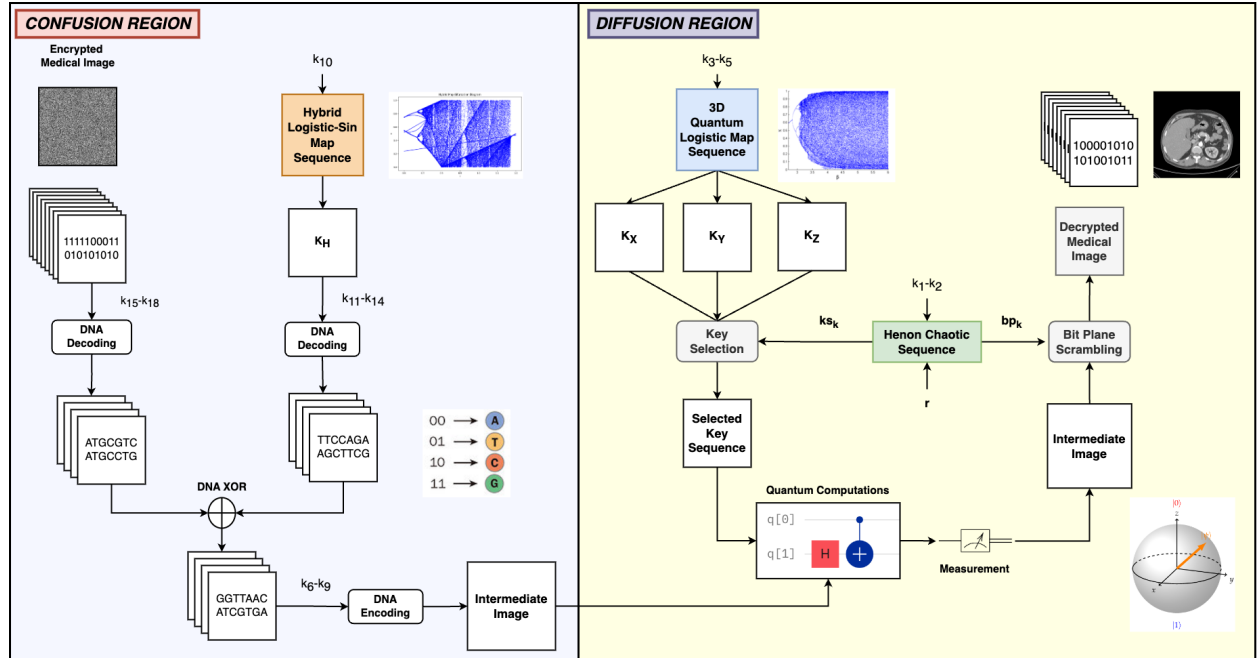 CONFUSION REGION
Encrypted
Medical Image
1111100011
010101010
k15-k18
DNA
Decoding
ATGCGTC
ATGCCTG
k10
Hybrid
Logistic-Sin
Map
Sequence
KH
k11-k14
DNA
Decoding
TTCCAGA
AGCTTCG
00 A
01 T
10 C
11 G
DNA XOR
GGTTAAC
ATCGTGA
k6-k9
DNA
Encoding
Intermediate
Image
DIFFUSION REGION
k3-k5
3D
Quantum
Logistic Map
Sequence
KX
KY
KZ
Key
Selection
ksk
k1-k2
Henon Chaotic
Sequence
r
bpk
Bit Plane
Scrambling
Decrypted
Medical
Image
100001010
101001011
Selected
Key
Sequence
Quantum Computations
q[0]
q[1]
H
Measurement
Intermediate
Image
|0⟩
z
y
x
|1⟩